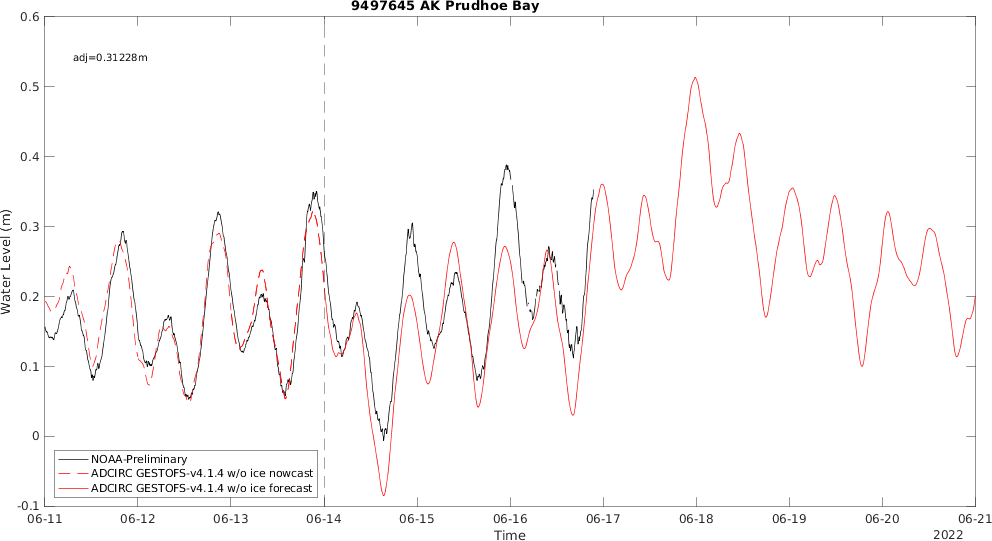 9497645 AK Prudhoe Bay
0.6
adj=0.31228m
0.5
0.4
0.3
0.2
0.1
0
-0.1
Water Level (m)
NOAA-Preliminary
ADCIRC GESTOFS-v4.1.4 w/o ice nowcast
ADCIRC GESTOFS-v4.1.4 w/o ice forecast
06-11 06-12 06-13 06-14 06-15 06-16 06-17 06-18 06-19 06-20 06-21
Time
2022